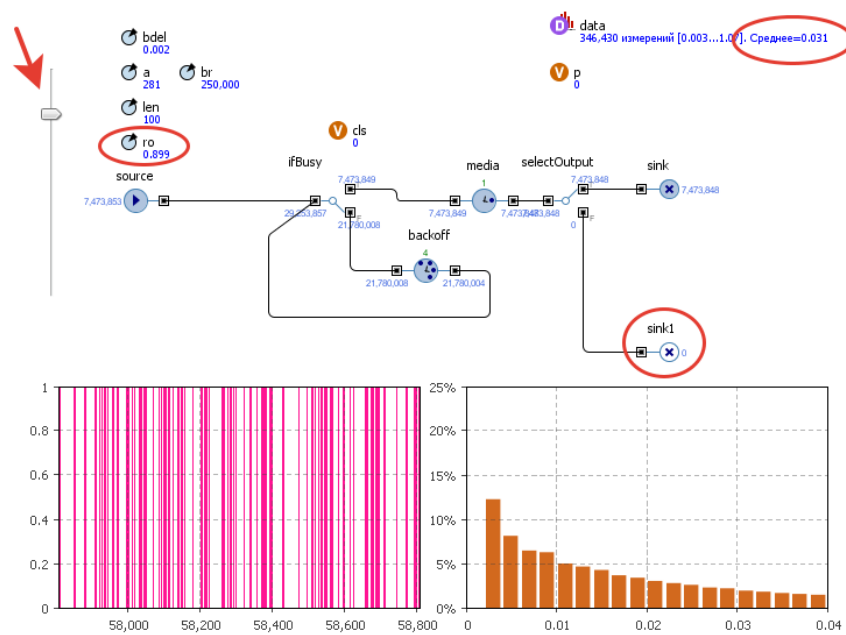 bdel
0.002
a
281
br
250,000
len
100
ro
0.899
data
346,430 измерений [0.003...1.07]. Среднее=0.031
p
0
cls
0
source
7,473,853
ifBusy
7,473,849
29,253,857
F
21,780,008
media
1
7,473,849
selectOutput
7,473,848
7,473,848
F
0
sink
7,473,848
backoff
4
21,780,008
21,780,004
sink1
0
1
0.8
0.6
0.4
0.2
0
58,000
58,200
58,400
58,600
58,800
25%
20%
15%
10%
5%
0%
0
0.01
0.02
0.03
0.04